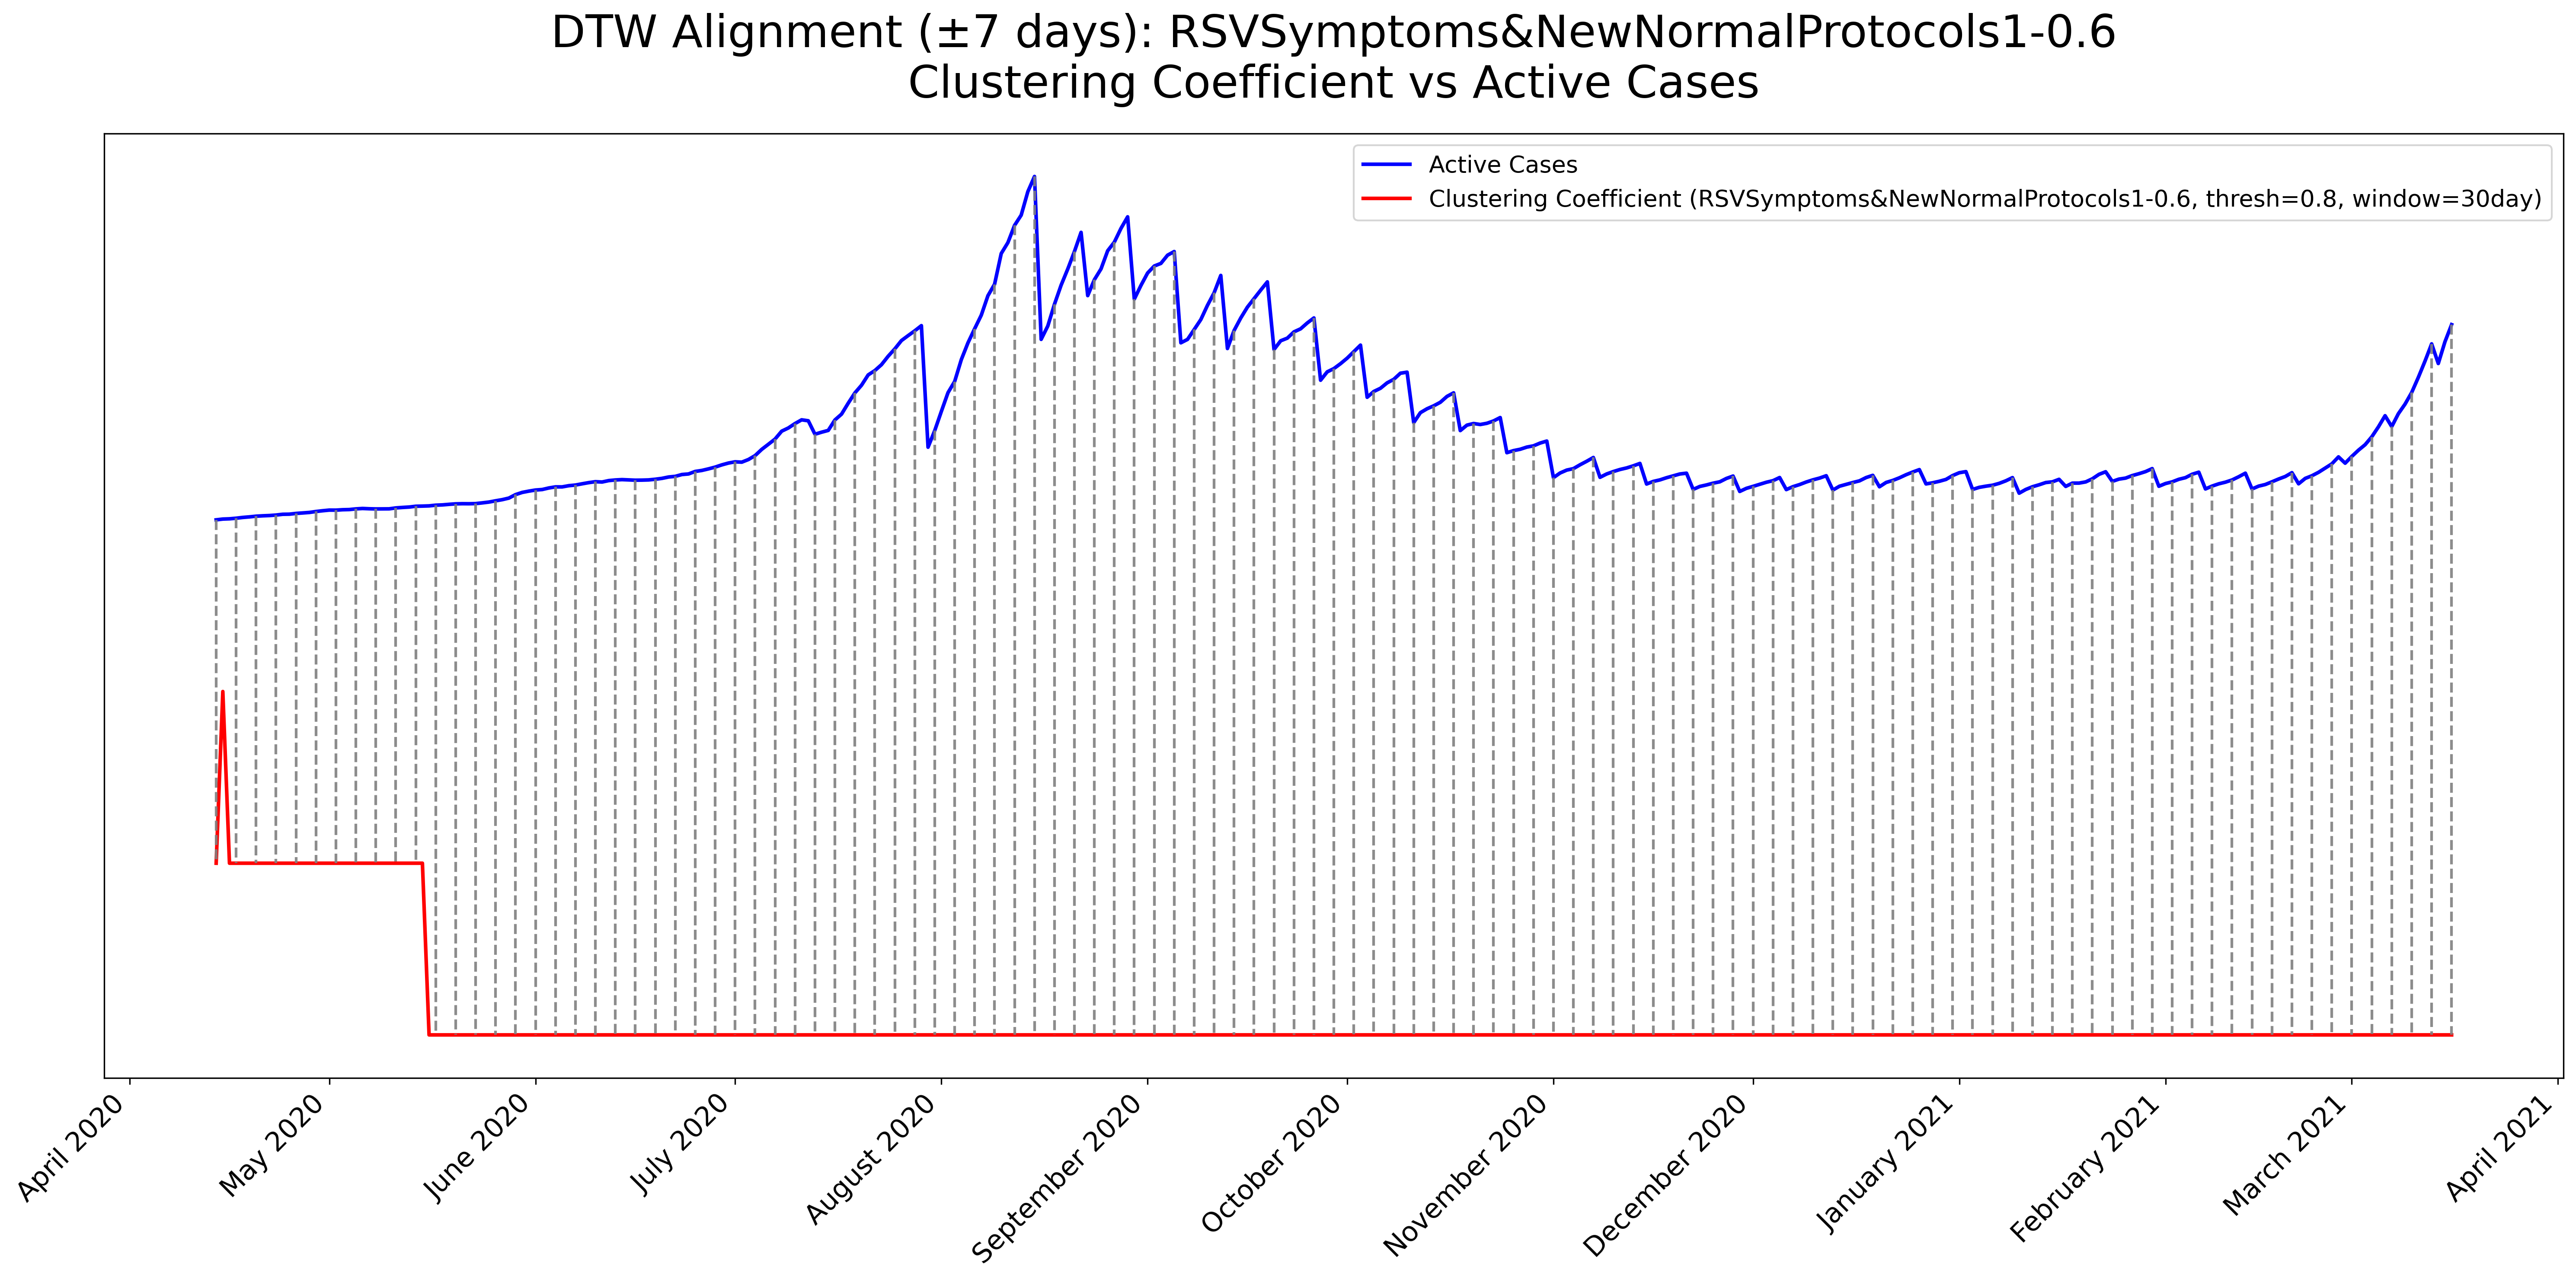 DTW Alignment (±7 days): RSVSymptoms&NewNormalProtocols1-0.6
Clustering Coefficient vs Active Cases
Active Cases
Clustering Coefficient (RSVSymptoms&NewNormalProtocols1-0.6, thresh=0.8, window=30day)
April 2020
May 2020
June 2020
July 2020
August 2020
September 2020
October 2020
November 2020
December 2020
January 2021
February 2021
March 2021
April 2021